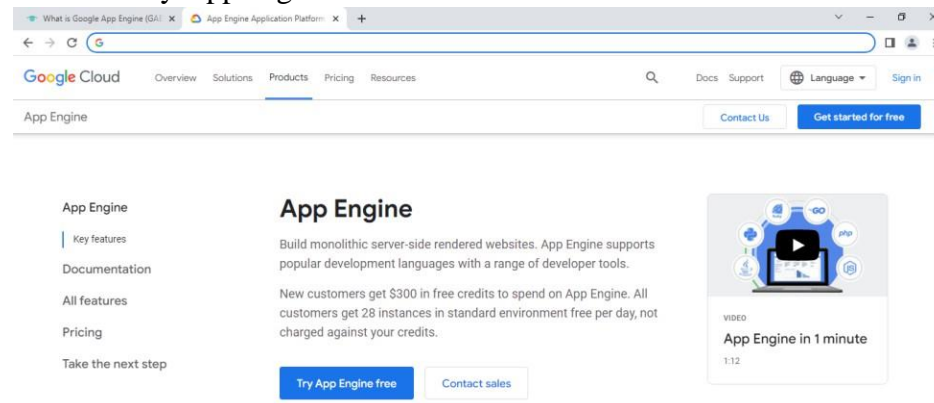 What is Google App Engine (GA
App Engine Application Platform
Google Cloud
Overview
Solutions
Products
Pricing
Resources
Docs
Support
Language
Sign in
App Engine
Contact Us
Get started for free
App Engine
Key features
Documentation
All features
Pricing
Take the next step
App Engine
Build monolithic server-side rendered websites. App Engine supports
popular development languages with a range of developer tools.
New customers get $300 in free credits to spend on App Engine. All
customers get 28 instances in standard environment free per day, not
charged against your credits.
Try App Engine free
Contact sales
GO
php
VIDEO
App Engine in 1 minute
1:12